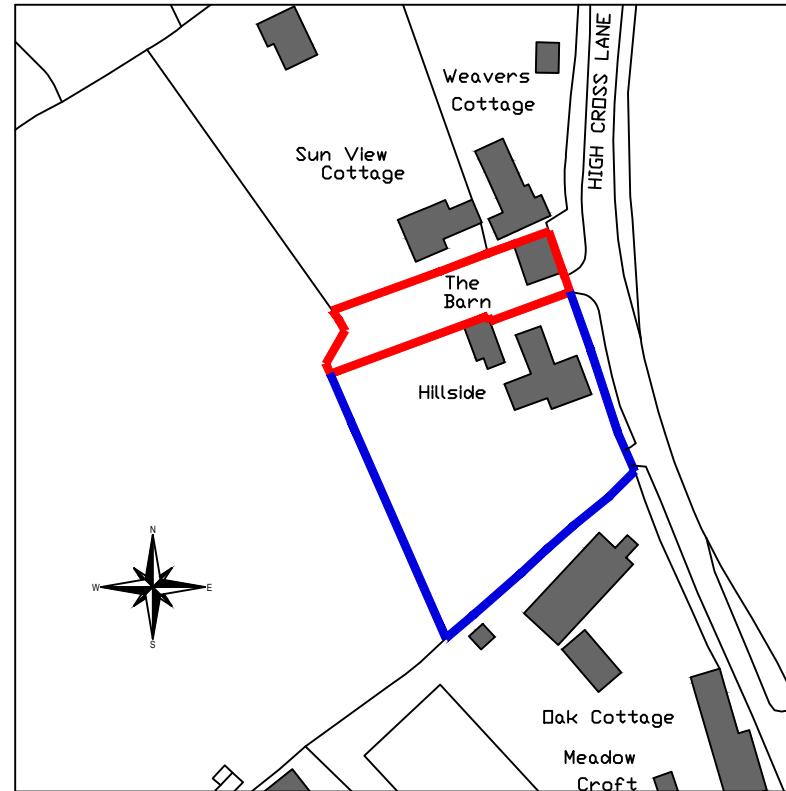 Weavers
Cottage
HIGH CROSS LANE
Sun View
Cottage
The
Barn
Hillside
N
W
E
S
Oak Cottage
Meadow
Croft